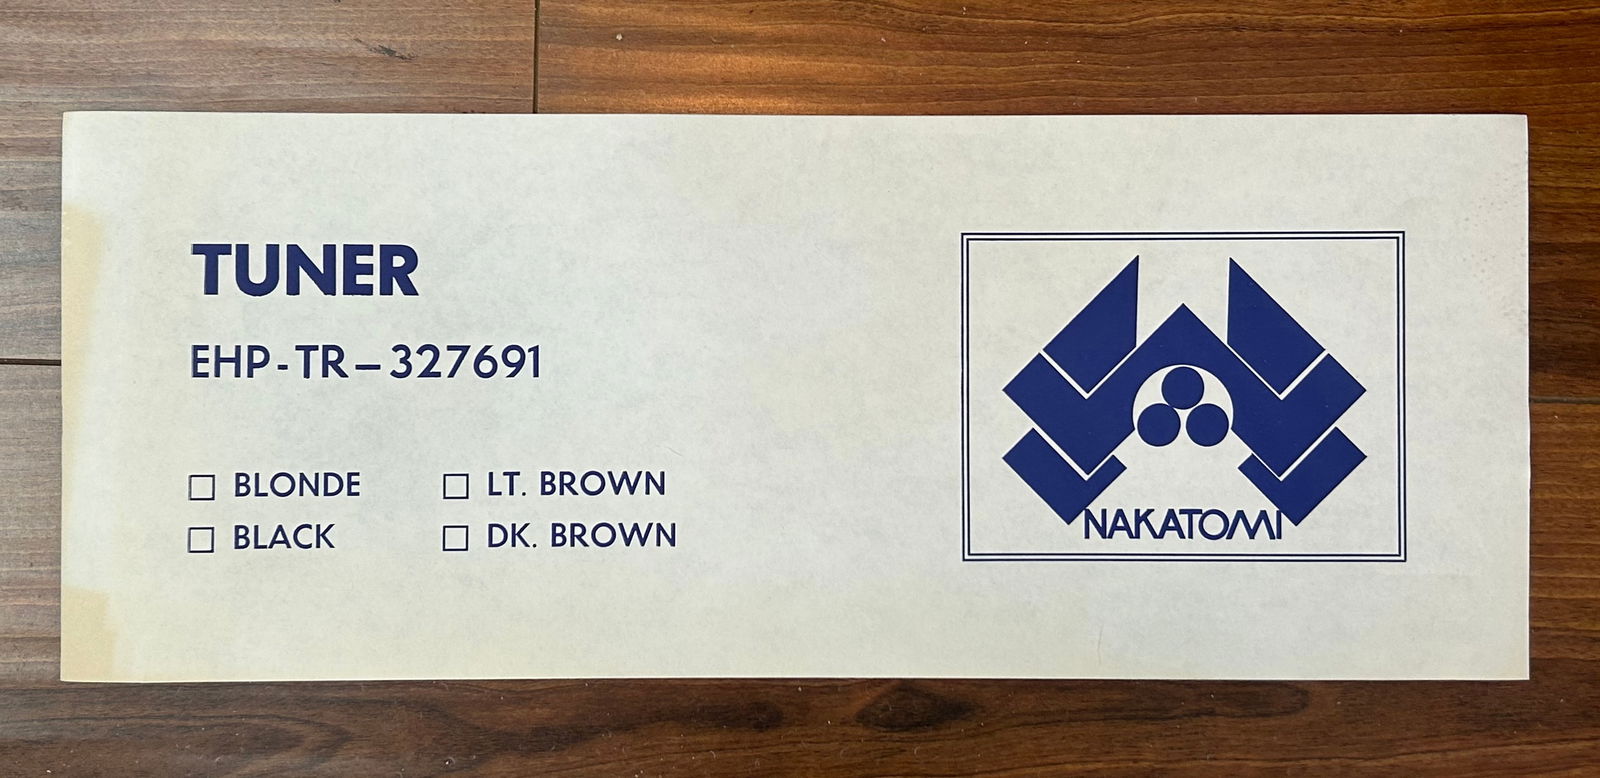 TUNER
EHP-TR-327691
BLONDE
LT. BROWN
BLACK
DK. BROWN
NAKATOMI